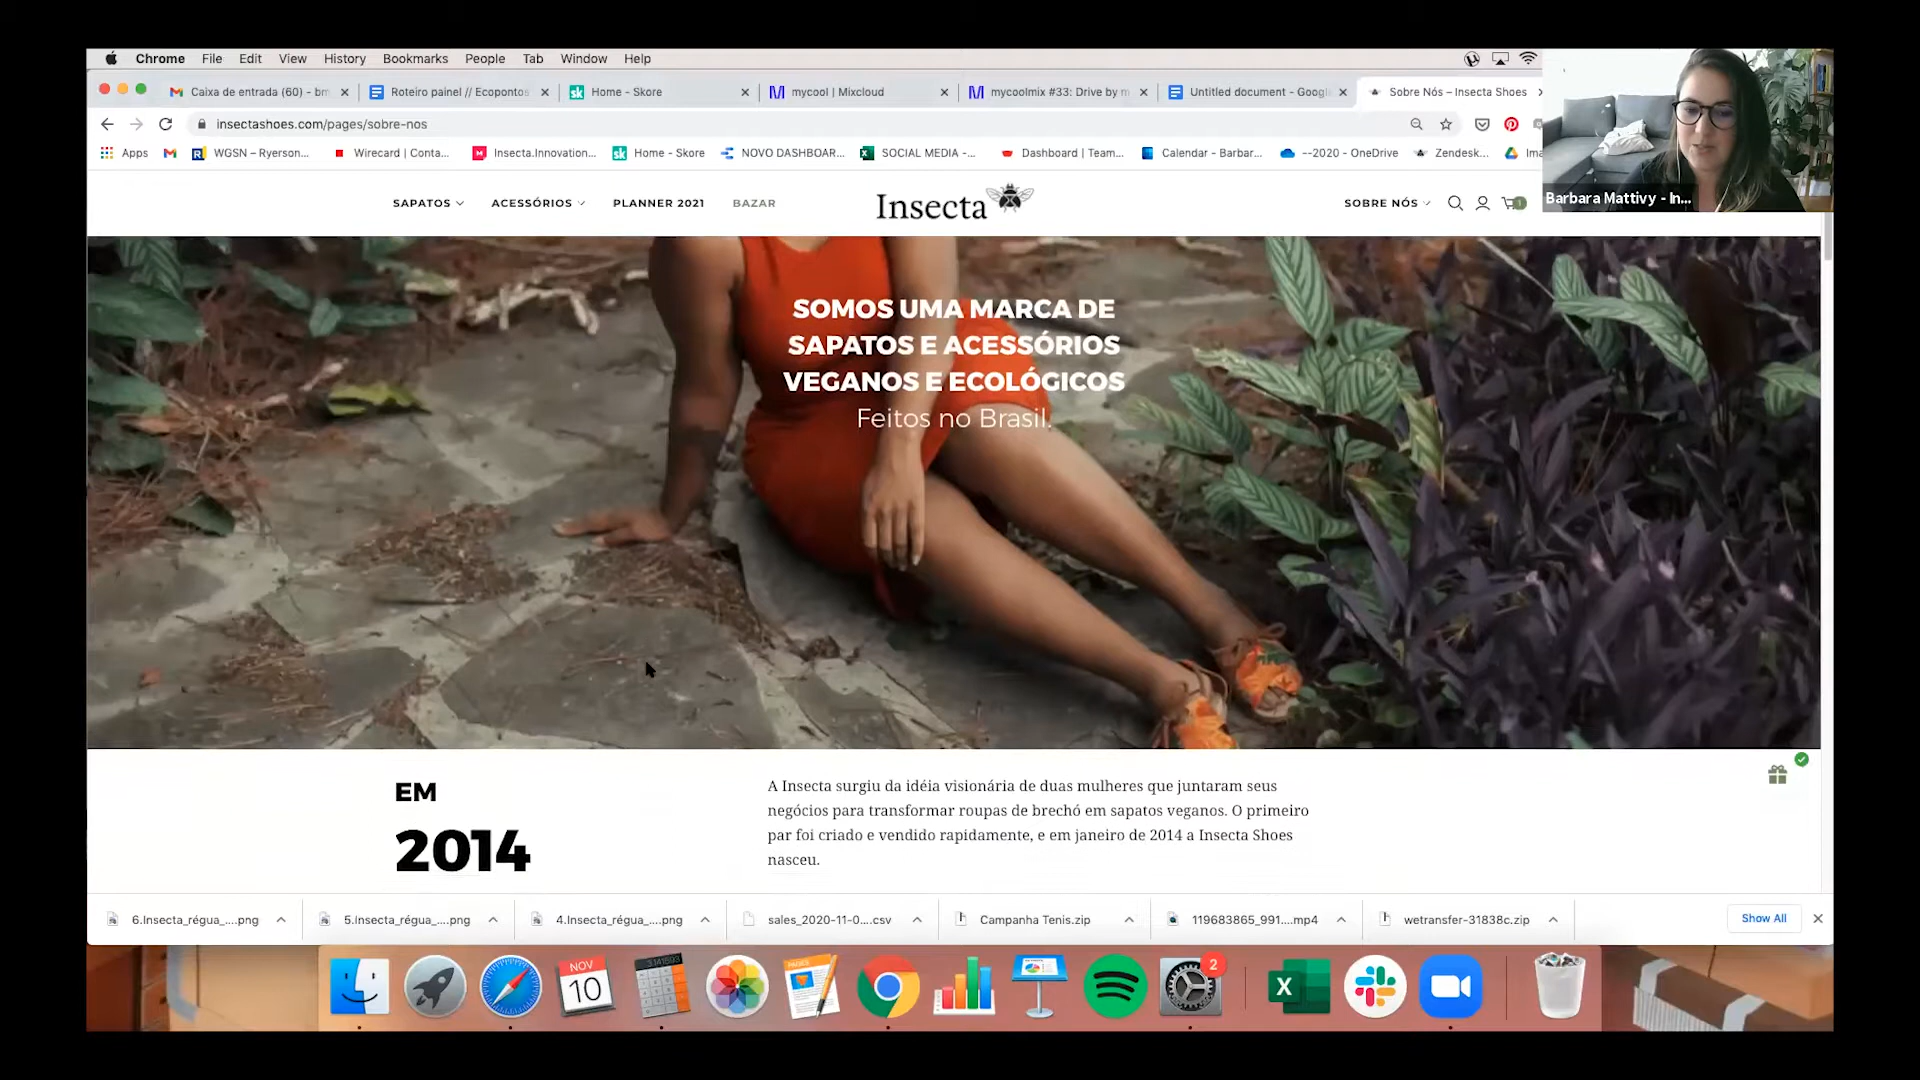 Chrome File Edit View History Bookmarks People Tab Window Help
Caixa de entrada (60) - bm
Roteiro painel // Ecopontos
Home - Skore
mycool | Mixcloud
mycoolmix #33: Drive by m
Untitled document - Google
Sobre Nós – Insecta Shoes
insectashoes.com/pages/sobre-nos
Apps
WGSN – Ryerson...
Wirecard | Conta...
Insecta.Innovation...
Home - Skore
NOVO DASHBOAR...
SOCIAL MEDIA -...
Dashboard | Team...
Calendar - Barbar...
--2020 - OneDrive
Zendesk...
Ima
Barbara Mattivy - In...
SAPATOS ACESSÓRIOS PLANNER 2021 BAZAR
Insecta
SOBRE NÓS
1
SOMOS UMA MARCA DE
SAPATOS E ACESSÓRIOS
VEGANOS E ECOLÓGICOS
Feitos no Brasil.
EM
2014
A Insecta surgiu da idéia visionária de duas mulheres que juntaram seus
negócios para transformar roupas de brechó em sapatos veganos. O primeiro
par foi criado e vendido rapidamente, e em janeiro de 2014 a Insecta Shoes
nasceu.
6.Insecta_régua_....png
5.Insecta_régua_....png
4.Insecta_régua_....png
sales_2020-11-0....csv
Campanha Tenis.zip
119683865_991....mp4
wetransfer-31838c.zip
Show All
NOV
10
PAGES
2